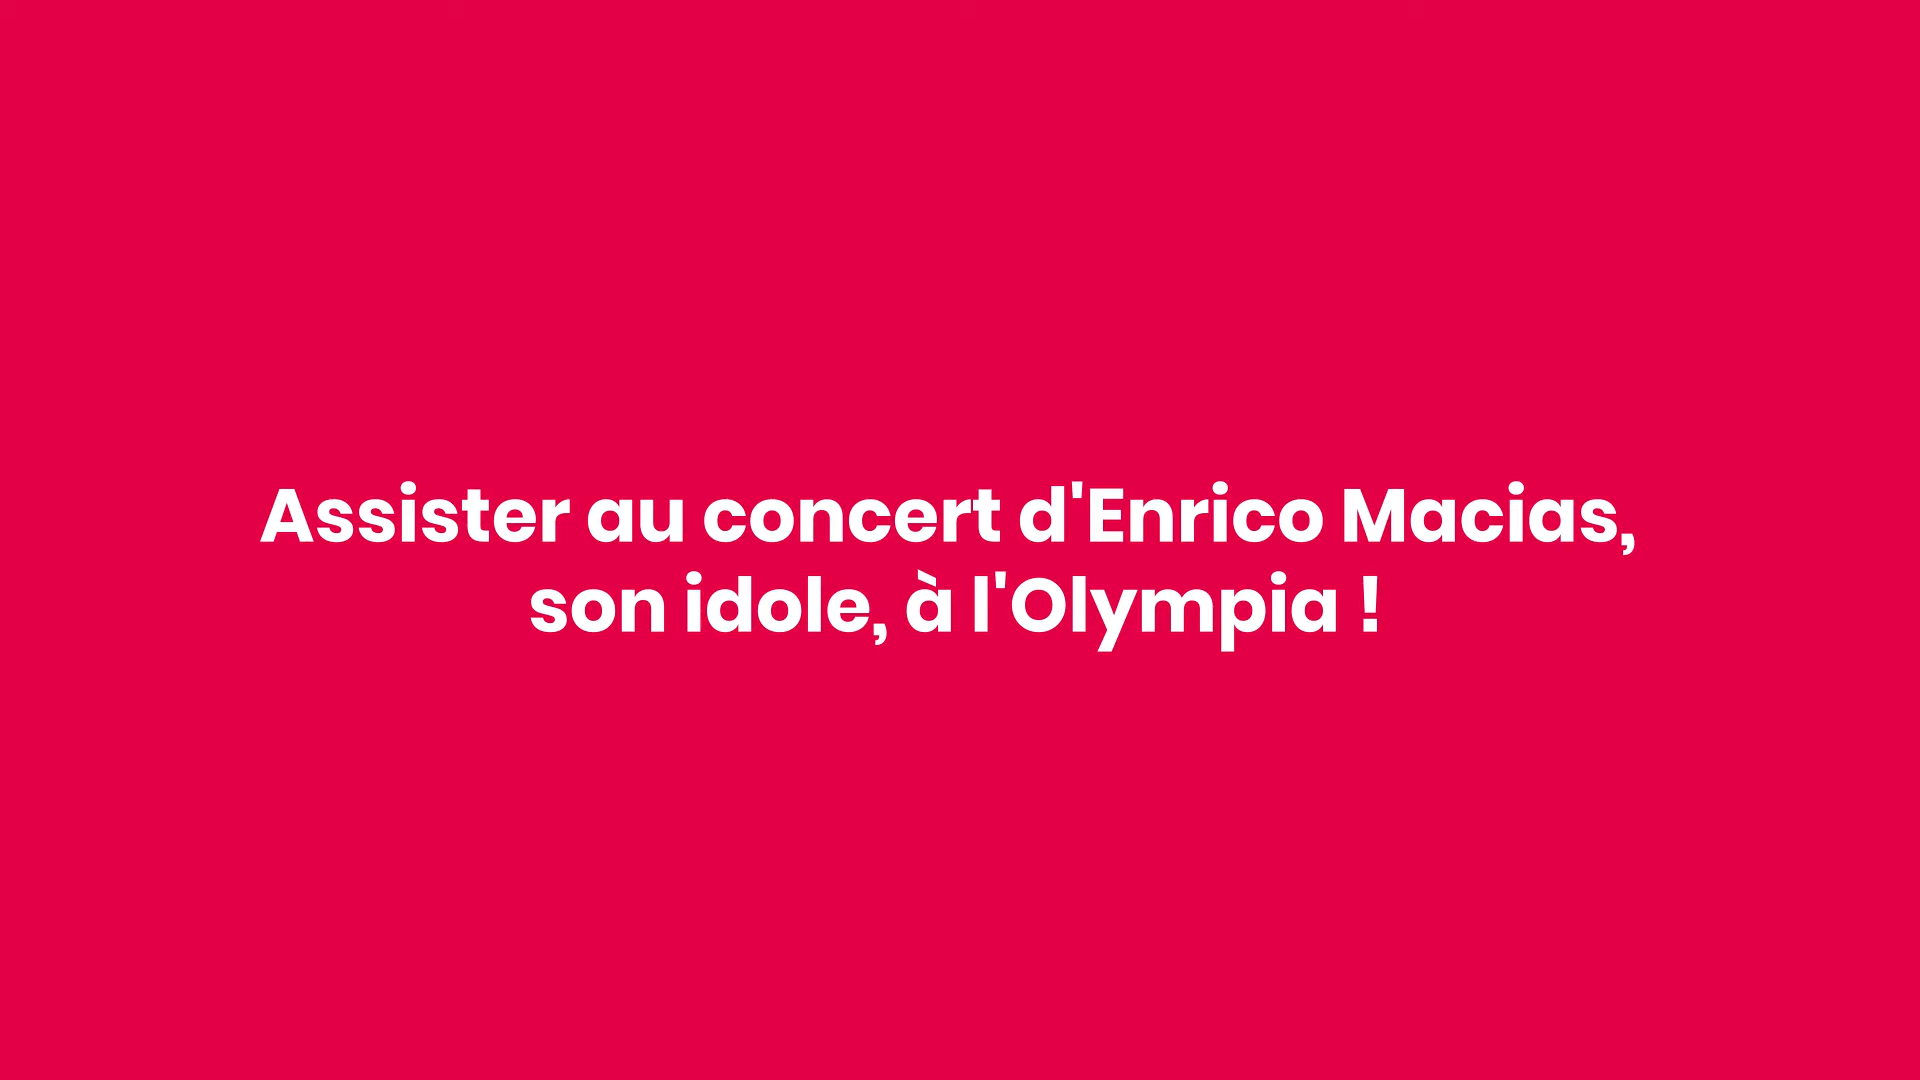 Assister au concert d'Enrico Macias,
son idole, à l'Olympia !